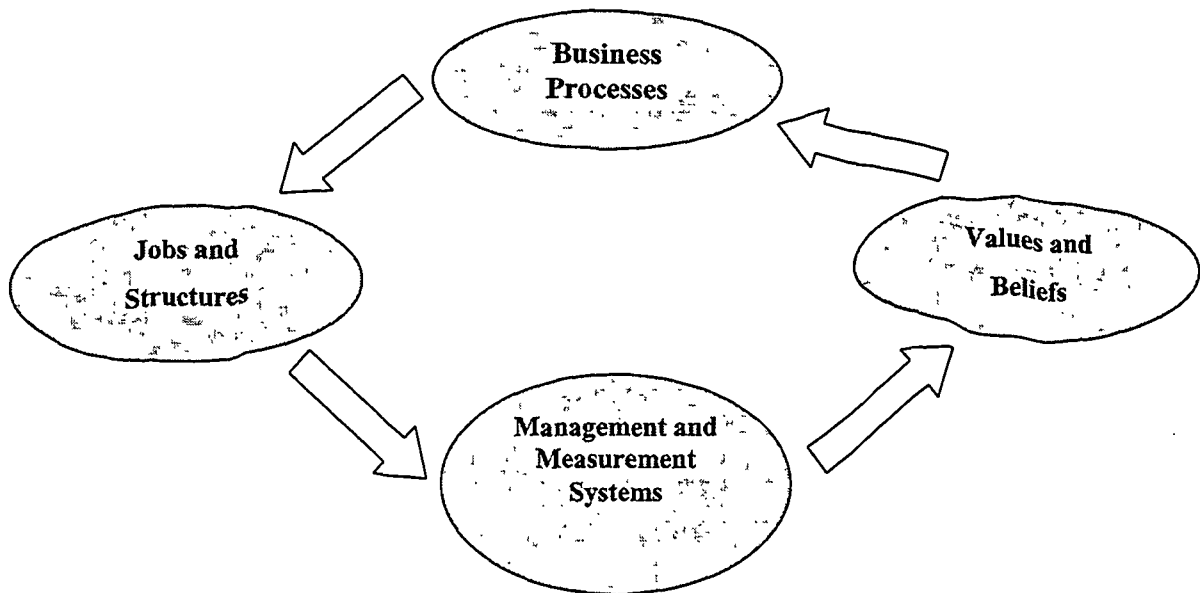 Business
Processes
Jobs and
Structures
Values and
Beliefs
Management and
Measurement
Systems